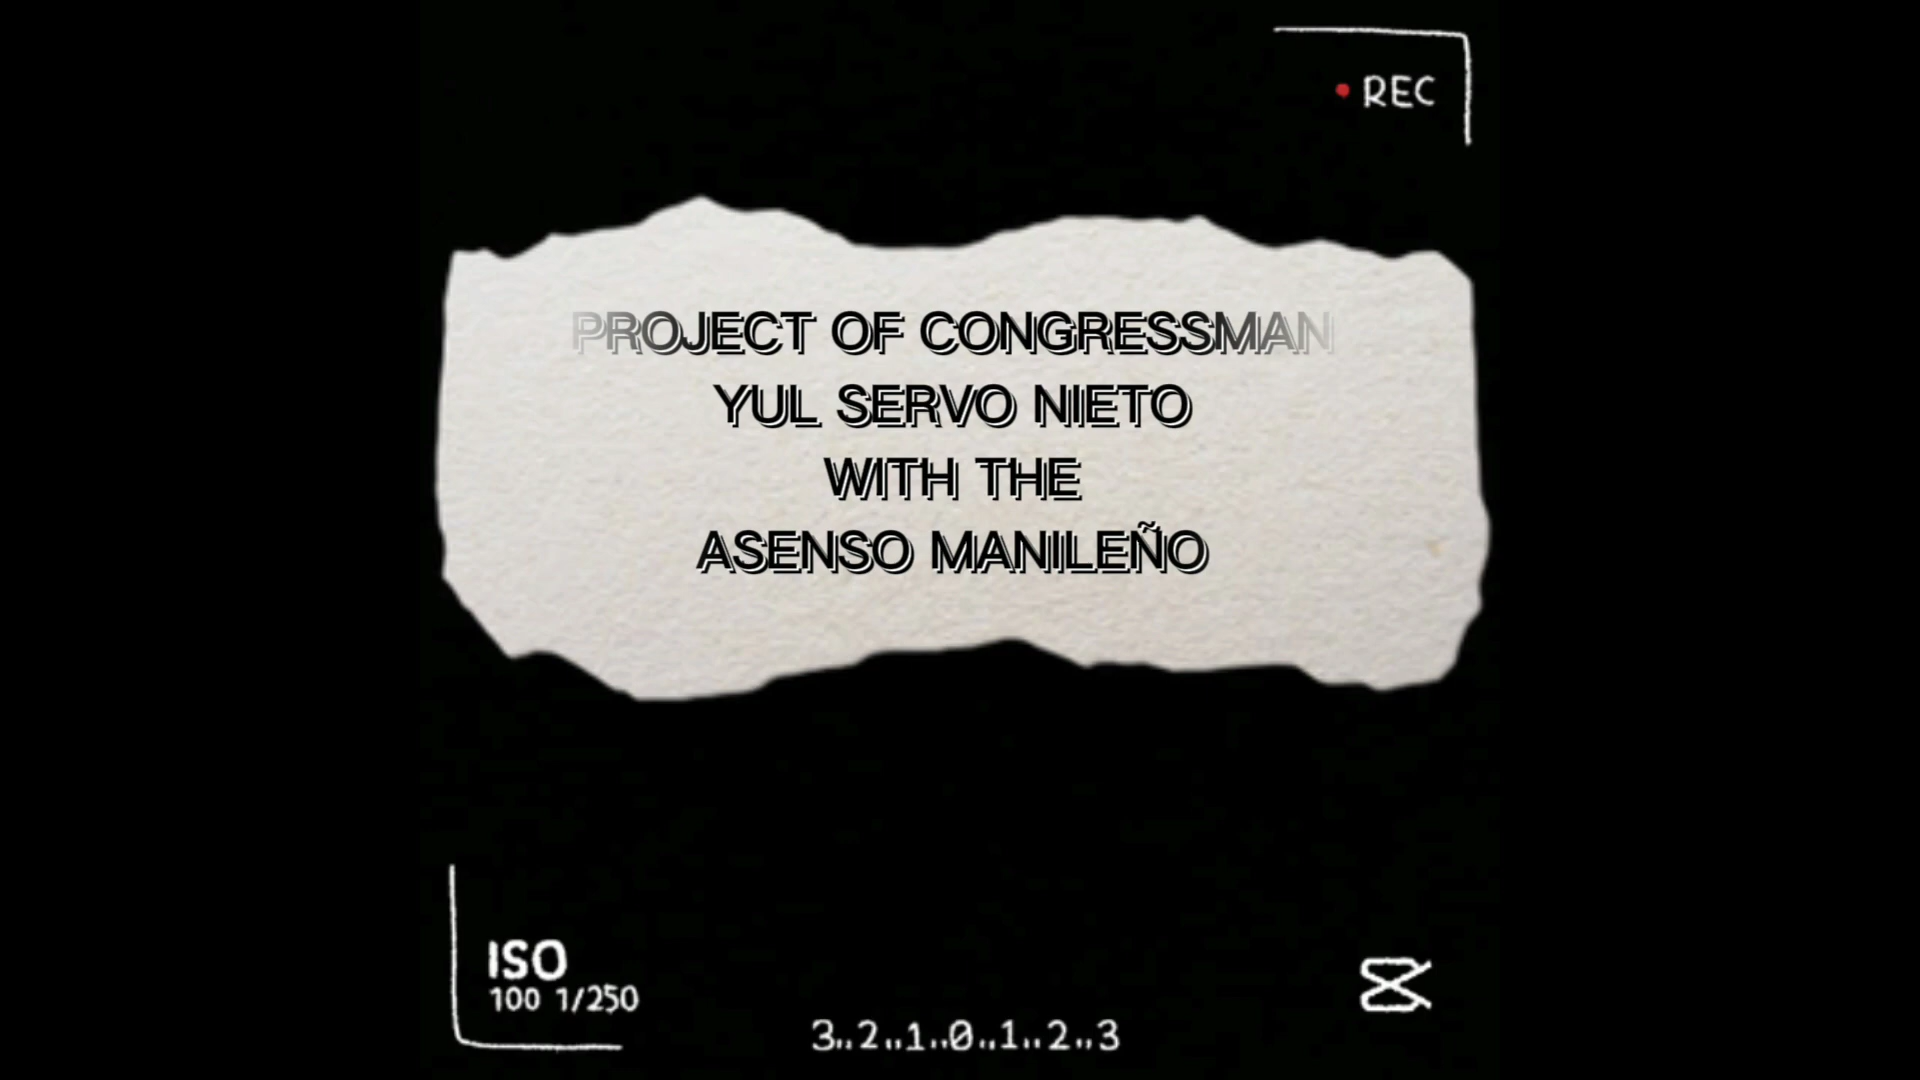 REC
PROJECT OF CONGRESSMAN
YUL SERVO NIETO
WITH THE
ASENSO MANILEÑO
ISO
100 1/250
3..2..1..0..1..2..3